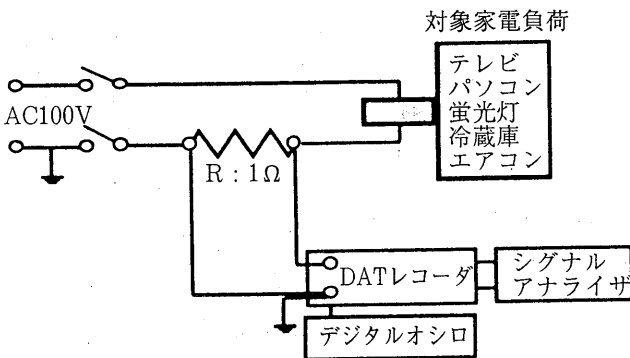 対象家電負荷
テレビ
パソコン
蛍光灯
冷蔵庫
エアコン
AC100V
R : 1Ω
DATレコーダ
シグナル
アナライザ
デジタルオシロ